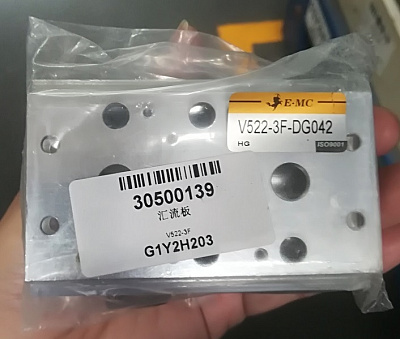 E·MC
V522-3F-DG042
HG ISO9001
30500139
汇流板
V522-3F
G1Y2H203